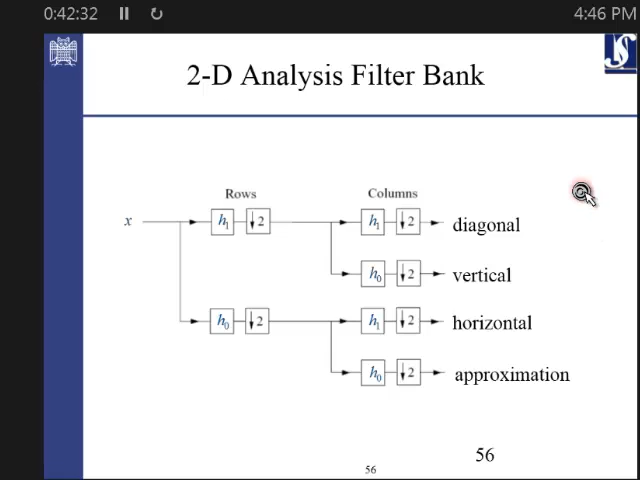 0:42:32
4:46 PM
2-D Analysis Filter Bank
Rows
Columns
x
h₁ ↓2
h₁ ↓2
diagonal
h₀ ↓2
vertical
h₀ ↓2
h₁ ↓2
horizontal
h₀ ↓2
approximation
56
56